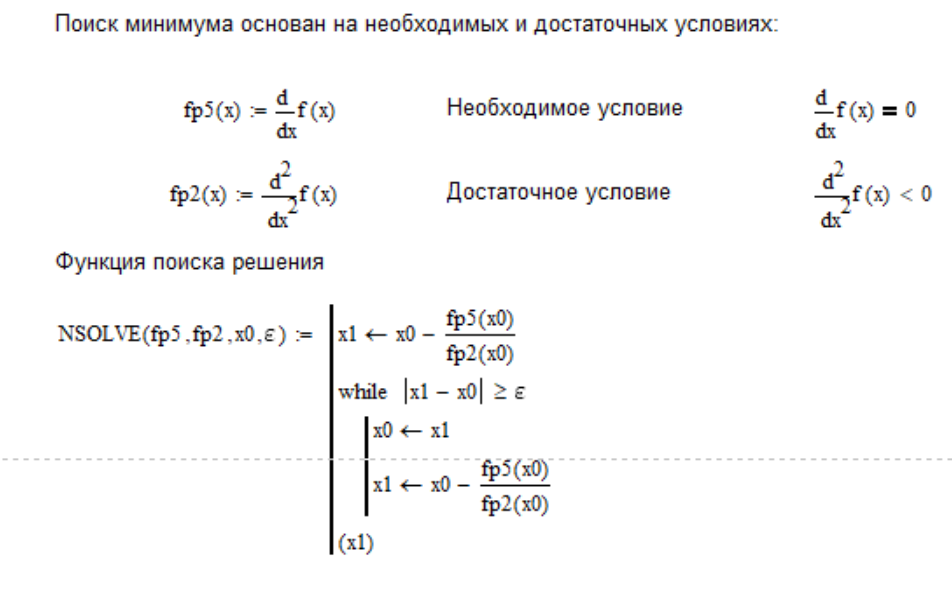 Поиск минимума основан на необходимых и достаточных условиях:
fp5(x) := d/dx f(x) Необходимое условие d/dx f(x) = 0
fp2(x) := d²/dx² f(x) Достаточное условие d²/dx² f(x) < 0
Функция поиска решения
NSOLVE(fp5,fp2,x0,ε) := x1 ← x0 − fp5(x0)/fp2(x0)
while |x1 − x0| ≥ ε
x0 ← x1
x1 ← x0 − fp5(x0)/fp2(x0)
(x1)